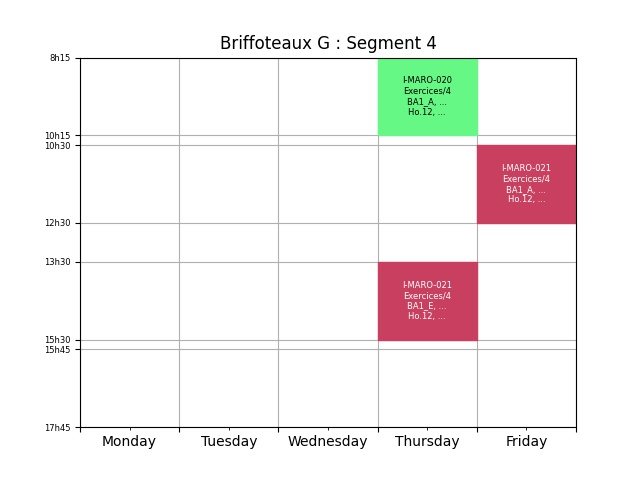 Briffoteaux G : Segment 4
8h15
I-MARO-020
Exercices/4
BA1_A, ...
Ho.12, ...
10h15
10h30
I-MARO-021
Exercices/4
BA1_A, ...
Ho.12, ...
12h30
13h30
I-MARO-021
Exercices/4
BA1_E, ...
Ho.12, ...
15h30
15h45
17h45
Monday Tuesday Wednesday Thursday Friday